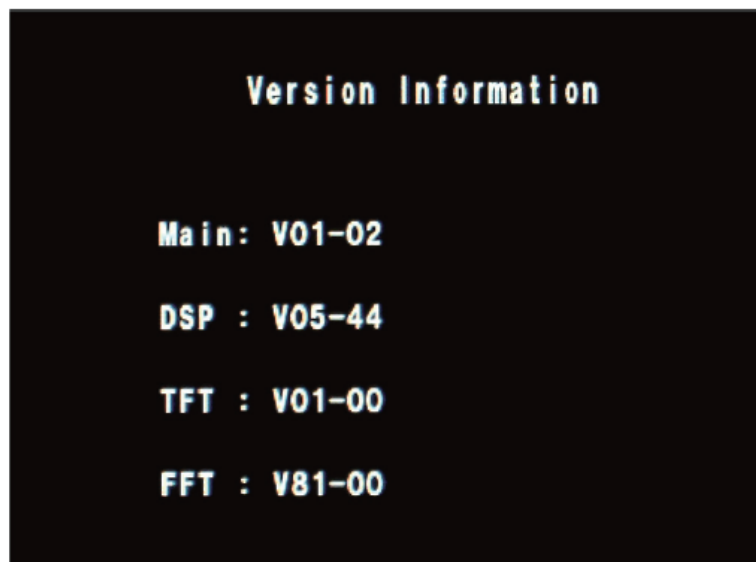 Version Information
Main: V01-02
DSP : V05-44
TFT : V01-00
FFT : V81-00